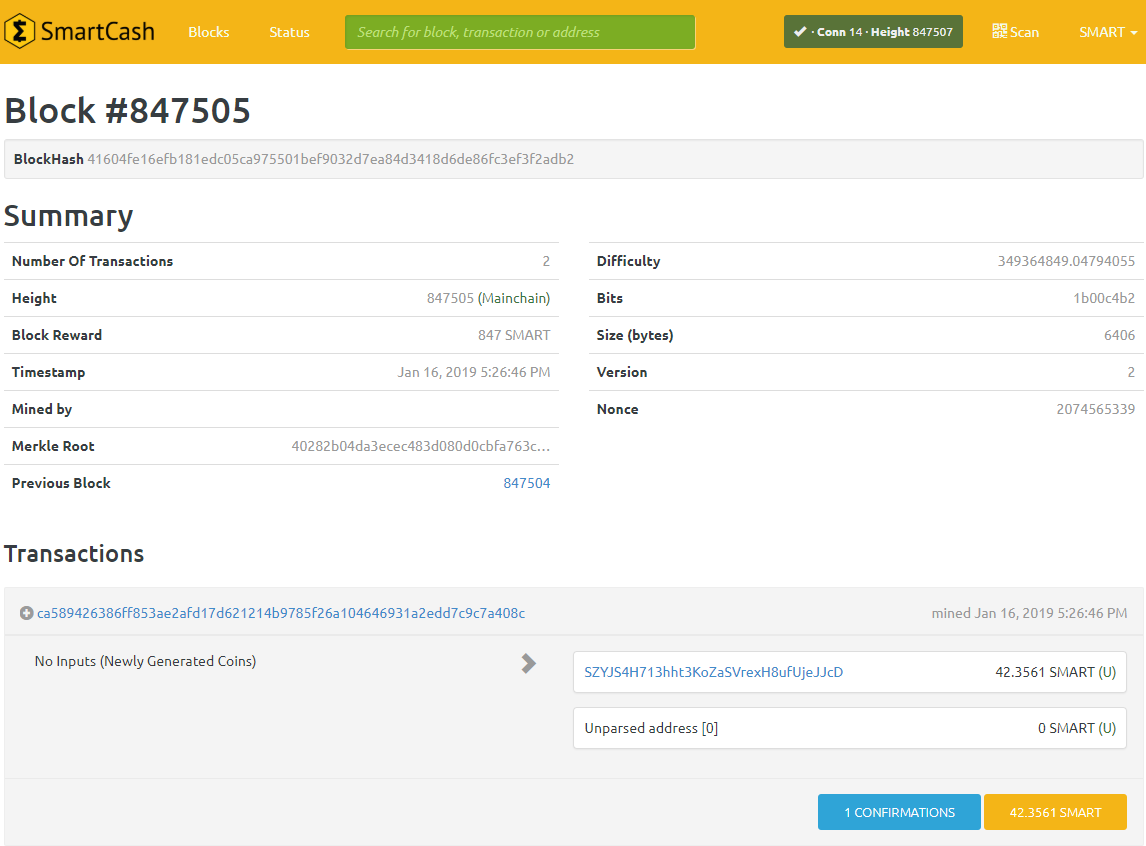 SmartCash Blocks Status Search for block, transaction or address ✔ · Conn 14 · Height 847507 Scan SMART
Block #847505
BlockHash 41604fe16efb181edc05ca975501bef9032d7ea84d3418d6de86fc3ef3f2adb2
Summary
Number Of Transactions 2
Height 847505 (Mainchain)
Block Reward 847 SMART
Timestamp Jan 16, 2019 5:26:46 PM
Mined by
Merkle Root 40282b04da3ecec483d080d0cbfa763c...
Previous Block 847504
Difficulty 349364849.04794055
Bits 1b00c4b2
Size (bytes) 6406
Version 2
Nonce 2074565339
Transactions
ca589426386ff853ae2afd17d621214b9785f26a104646931a2edd7c9c7a408c mined Jan 16, 2019 5:26:46 PM
No Inputs (Newly Generated Coins)
SZYJS4H713hht3KoZaSVrexH8ufUjeJJcD 42.3561 SMART (U)
Unparsed address [0] 0 SMART (U)
1 CONFIRMATIONS 42.3561 SMART